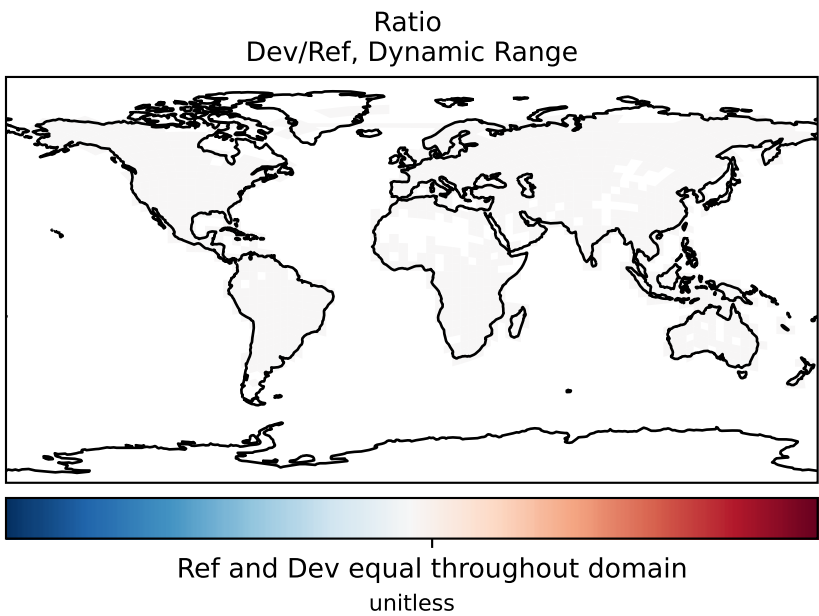 Ratio
Dev/Ref, Dynamic Range
Ref and Dev equal throughout domain
unitless